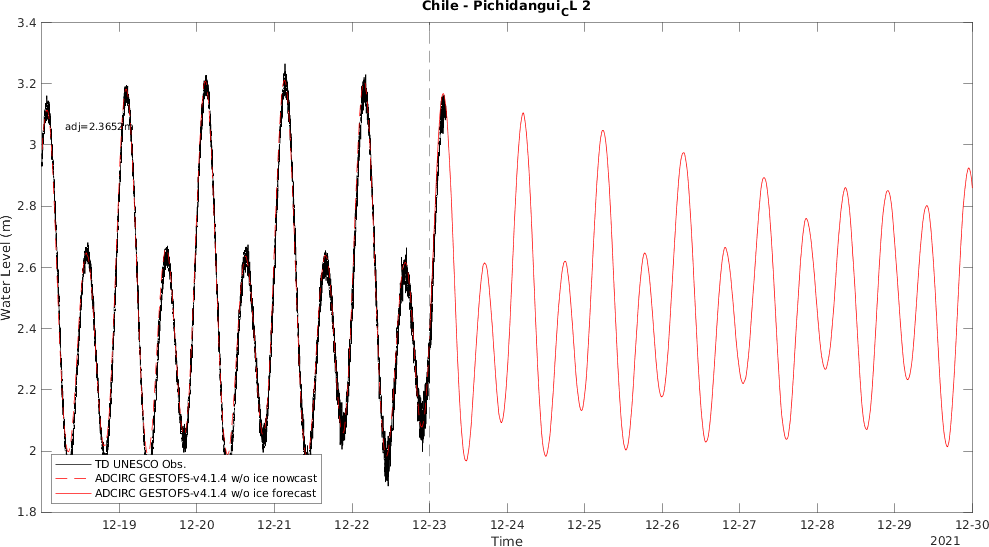 Chile - PichidanguiCL 2
3.4
3.2
3
2.8
2.6
2.4
2.2
2
1.8
Water Level (m)
adj=2.3652m
TD UNESCO Obs.
ADCIRC GESTOFS-v4.1.4 w/o ice nowcast
ADCIRC GESTOFS-v4.1.4 w/o ice forecast
12-19 12-20 12-21 12-22 12-23 12-24 12-25 12-26 12-27 12-28 12-29 12-30
Time
2021